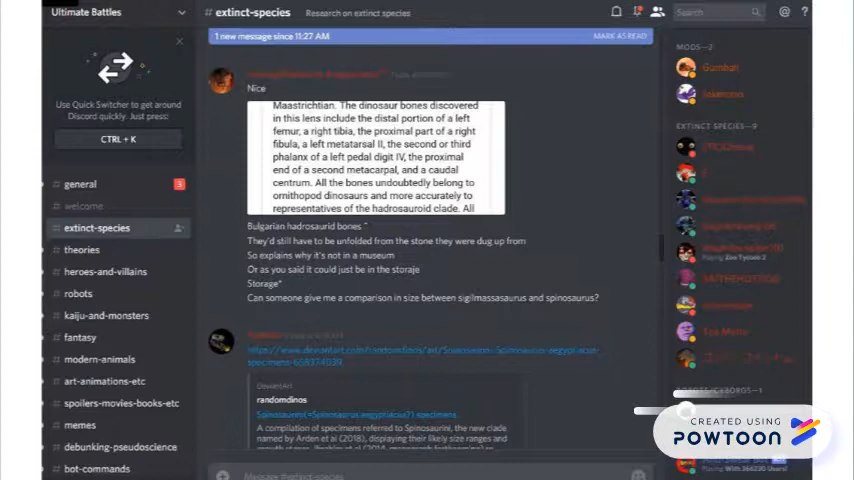 Ultimate Battles
# extinct-species Research on extinct species
Search
1 new message since 11:27 AM
MARK AS READ
Use Quick Switcher to get around
Discord quickly. Just press:
CTRL + K
# general
3
# welcome
# extinct-species
# theories
# heroes-and-villains
# robots
# kaiju-and-monsters
# fantasy
# modern-animals
# art-animations-etc
# spoilers-movies-books-etc
# memes
# debunking-pseudoscience
# bot-commands
Nice
Maastrichtian. The dinosaur bones discovered
in this lens include the distal portion of a left
femur, a right tibia, the proximal part of a right
fibula, a left metatarsal II, the second or third
phalanx of a left pedal digit IV, the proximal
end of a second metacarpal, and a caudal
centrum. All the bones undoubtedly belong to
ornithopod dinosaurs and more accurately to
representatives of the hadrosauroid clade. All
Bulgarian hadrosaurid bones ^
They'd still have to be unfolded from the stone they were dug up from
So explains why it's not in a museum
Or as you said it could just be in the storaje
Storage*
Can someone give me a comparison in size between sigilmassasaurus and spinosaurus?
DeviantArt
randomdinos
A compilation of specimens referred to Spinosaurini, the new clade
named by Arden et al (2018), displaying their likely size ranges and
Message #extinct-species
MODS—2
Gumball
EXTINCT SPECIES—9
Playing Zoo Tycoon 2
CREATED USING
POWTOON